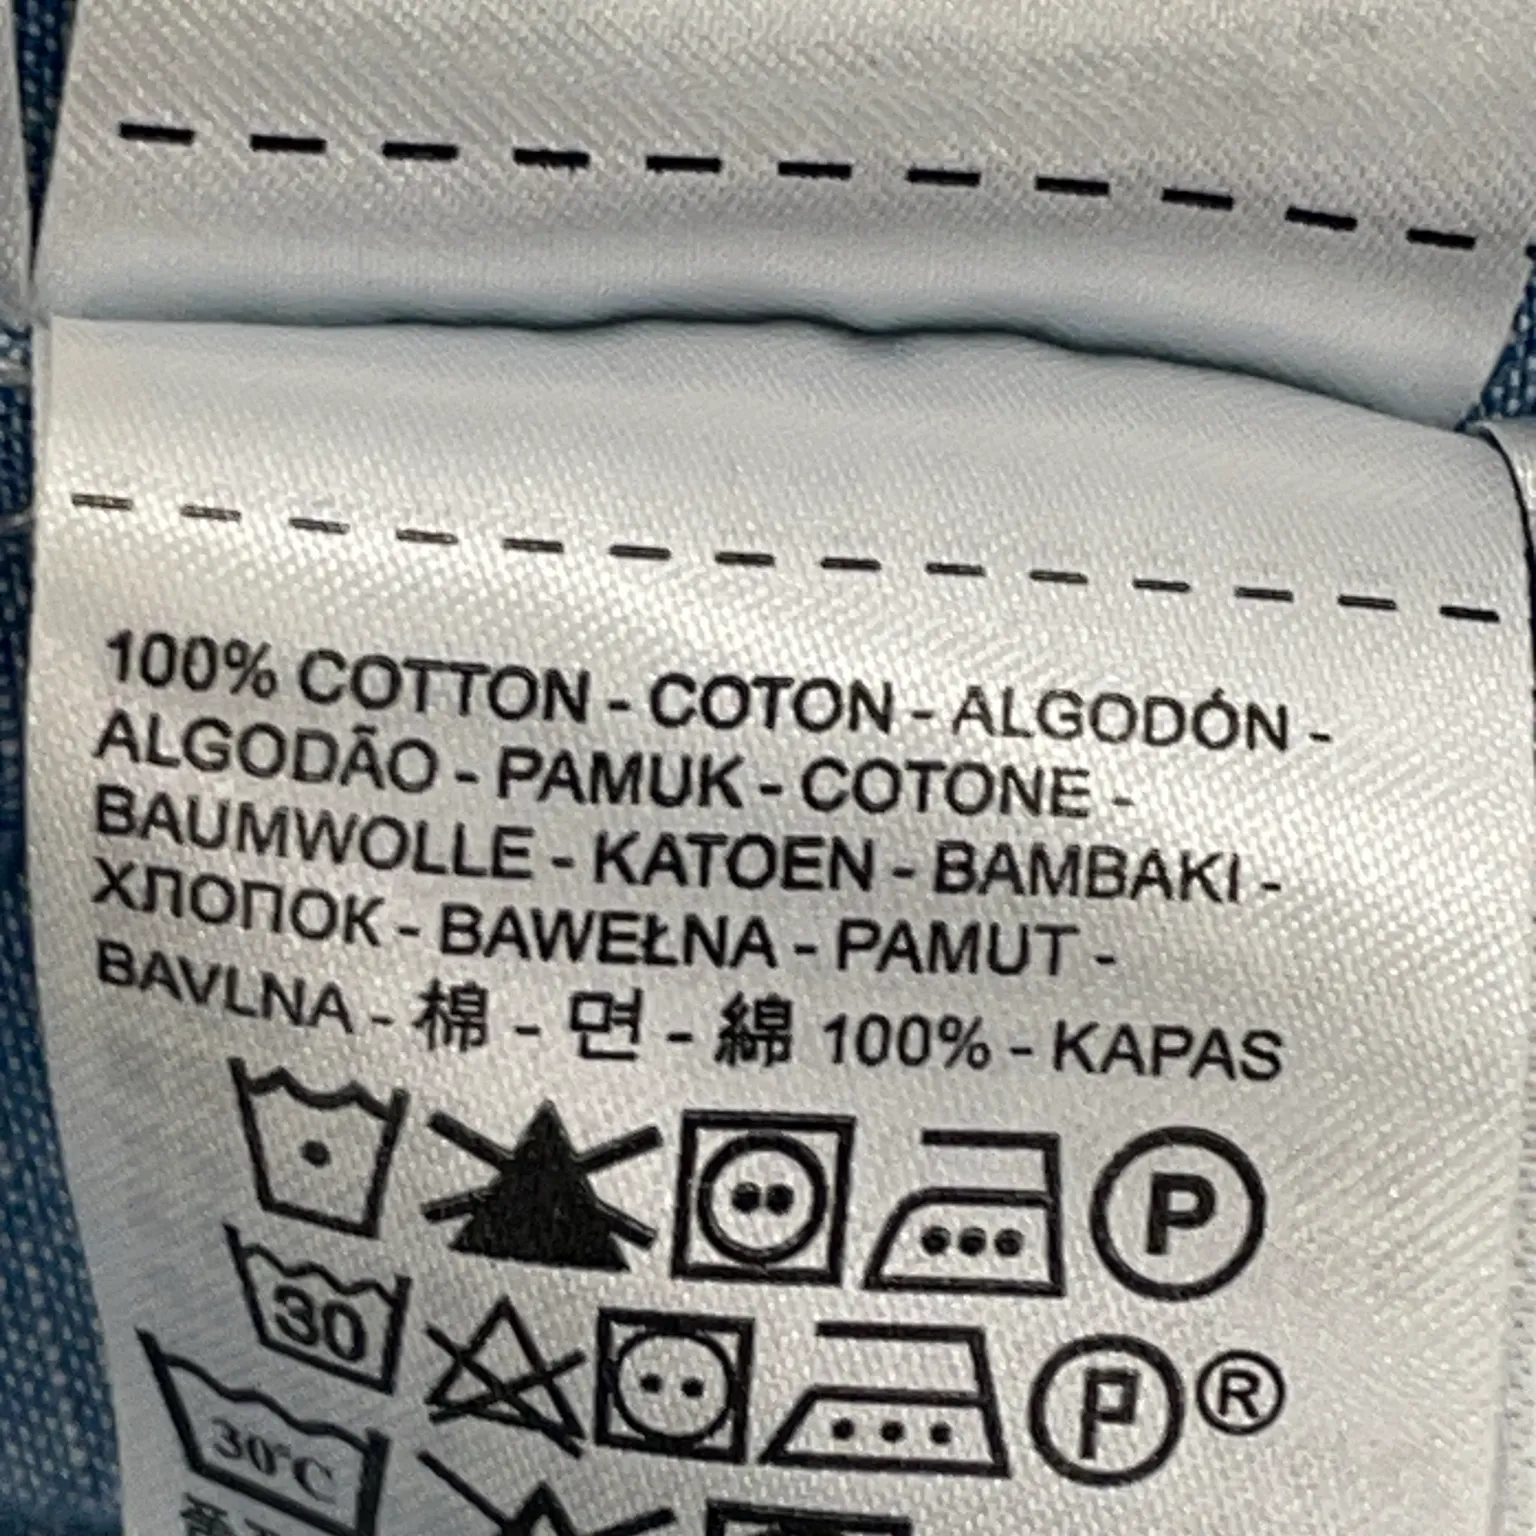 100% COTTON - COTON - ALGODÓN -
ALGODÃO - PAMUK - COTONE -
BAUMWOLLE - KATOEN - BAMBAKI -
ХЛОПОК - BAWEŁNA - PAMUT -
BAVLNA - 棉 - 면 - 綿 100% - KAPAS
P
30
P ®
30°C